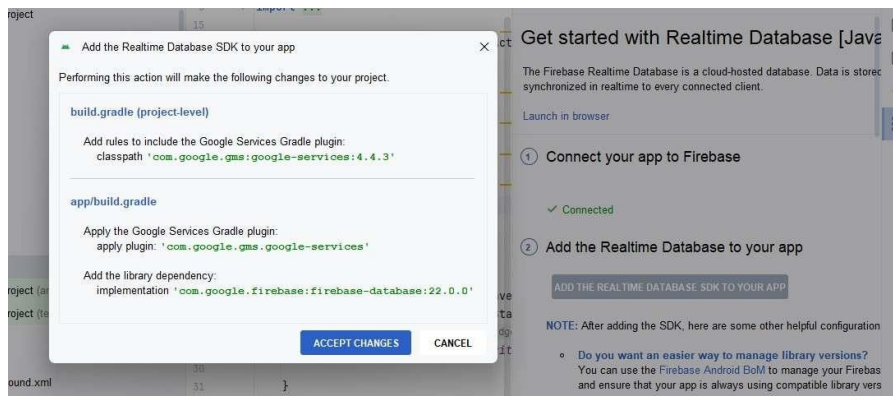 roject
import ...
15
Add the Realtime Database SDK to your app
Performing this action will make the following changes to your project.
build.gradle (project-level)
Add rules to include the Google Services Gradle plugin:
classpath 'com.google.gms:google-services:4.4.3'
app/build.gradle
Apply the Google Services Gradle plugin:
apply plugin: 'com.google.gms.google-services'
Add the library dependency:
implementation 'com.google.firebase:firebase-database:22.0.0'
ACCEPT CHANGES
CANCEL
roject (an
roject (te
ound.xml
30
31
}
ct
Get started with Realtime Database [Java
The Firebase Realtime Database is a cloud-hosted database. Data is stored
synchronized in realtime to every connected client.
Launch in browser
1 Connect your app to Firebase
Connected
2 Add the Realtime Database to your app
ADD THE REALTIME DATABASE SDK TO YOUR APP
NOTE: After adding the SDK, here are some other helpful configuration
Do you want an easier way to manage library versions?
You can use the Firebase Android BoM to manage your Firebas
and ensure that your app is always using compatible library vers